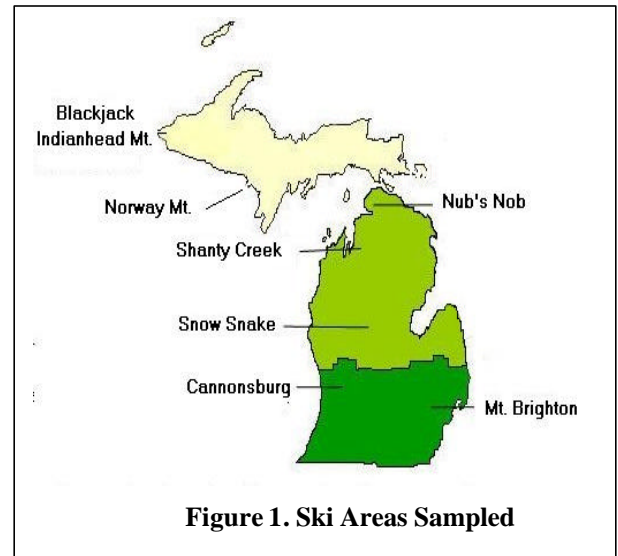 Blackjack
Indianhead Mt.
Norway Mt.
Nub's Nob
Shanty Creek
Snow Snake
Cannonsburg
Mt. Brighton
Figure 1. Ski Areas Sampled